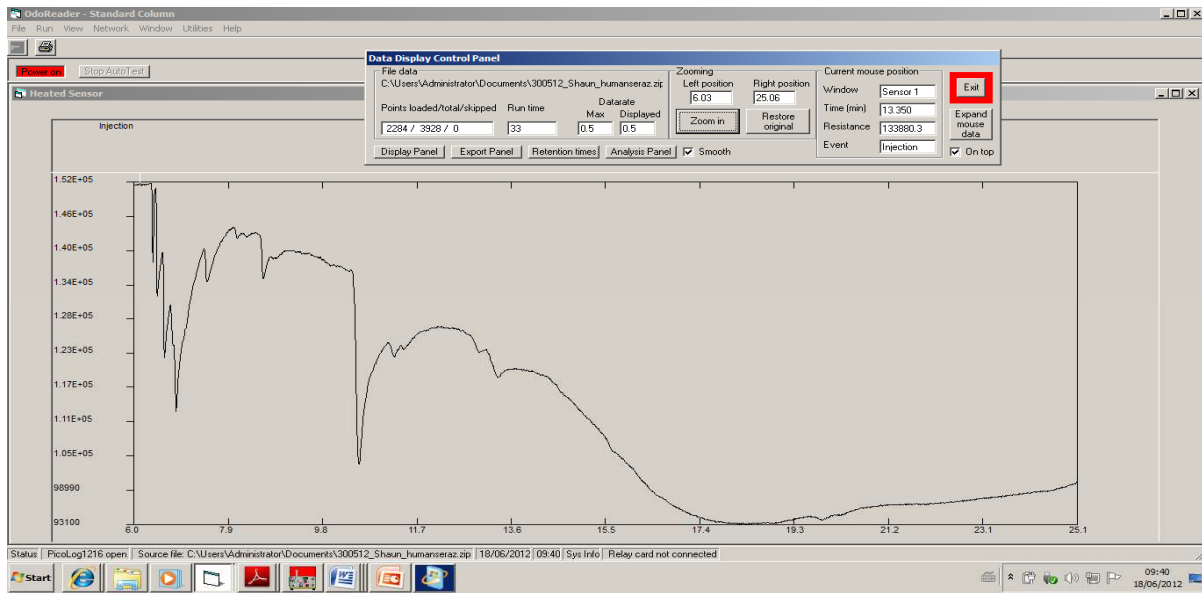 OdoReader - Standard Column
File Run View Network Window Utilities Help
Power on Stop AutoTest
Heated Sensor
Data Display Control Panel
File data
C:\Users\Administrator\Documents\300512_Shaun_humanseraz.zip
Points loaded/total/skipped Run time Datarate
Max Displayed
2284 / 3928 / 0 33 0.5 0.5
Zooming
Left position Right position
6.03 25.06
Zoom in Restore original
Current mouse position
Window Sensor 1
Time (min) 13.350
Resistance 133880.3
Event Injection
Exit
Expand mouse data
On top
Display Panel Export Panel Retention times Analysis Panel Smooth
Injection
1.52E+05
1.46E+05
1.40E+05
1.34E+05
1.28E+05
1.23E+05
1.17E+05
1.11E+05
1.05E+05
98990
93100
6.0 7.9 9.8 11.7 13.6 15.5 17.4 19.3 21.2 23.1 25.1
Status PicoLog1216 open Source file: C:\Users\Administrator\Documents\300512_Shaun_humanseraz.zip 18/06/2012 09:40 Sys Info Relay card not connected
Start 09:40
18/06/2012